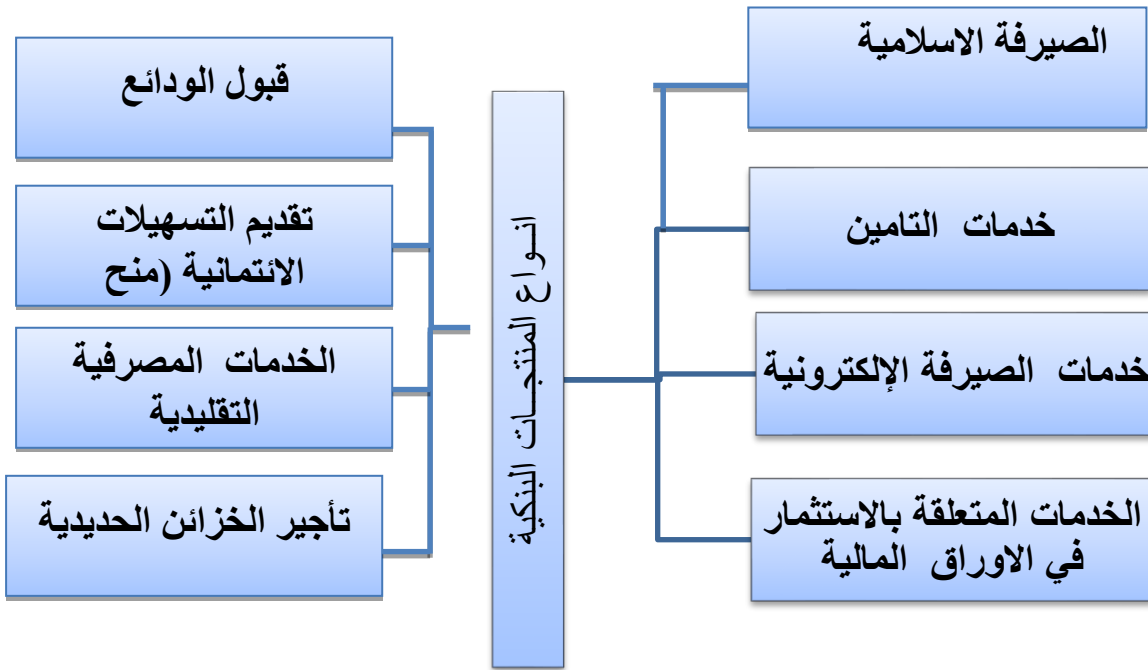 انواع المنتجات البنكية
الصيرفة الاسلامية
خدمات التامين
خدمات الصيرفة الإلكترونية
الخدمات المتعلقة بالاستثمار
في الاوراق المالية
قبول الودائع
تقديم التسهيلات
الائتمانية (منح
الخدمات المصرفية
التقليدية
تأجير الخزائن الحديدية